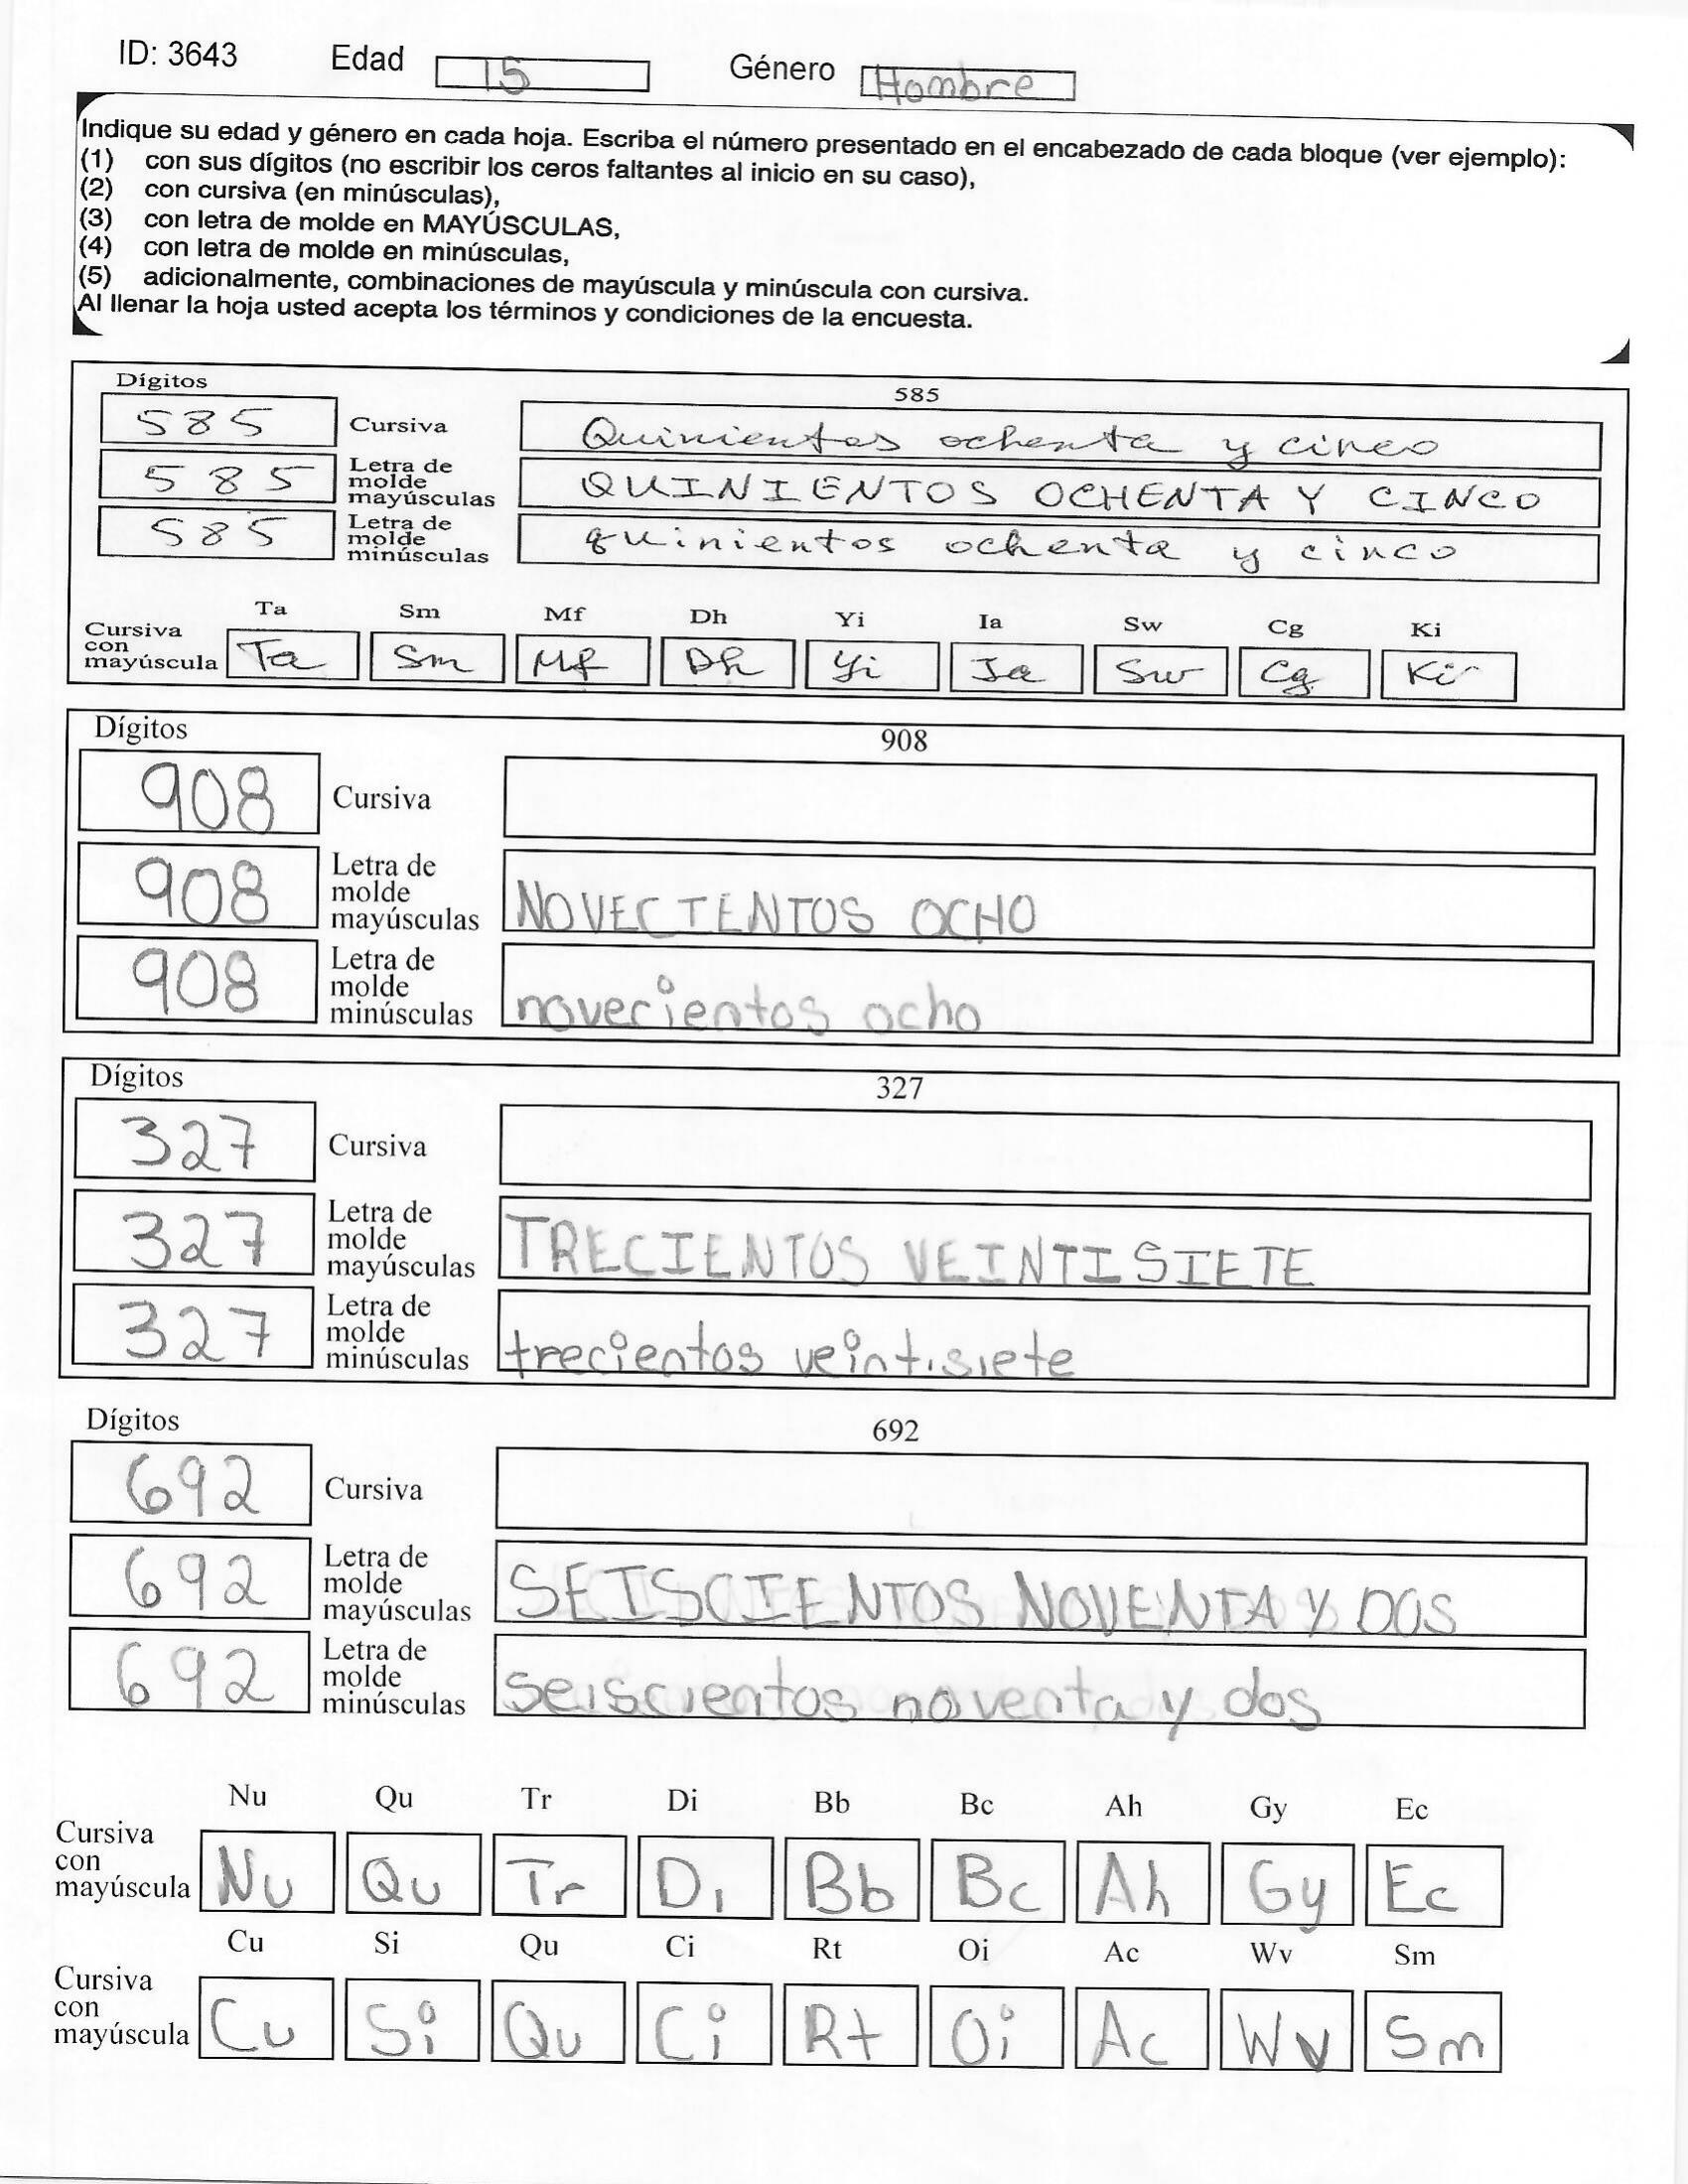 ID: 3643 Edad 15 Género Hombre
Indique su edad y género en cada hoja. Escriba el número presentado en el encabezado de cada bloque (ver ejemplo):
(1) con sus dígitos (no escribir los ceros faltantes al inicio en su caso),
(2) con cursiva (en minúsculas),
(3) con letra de molde en MAYÚSCULAS,
(4) con letra de molde en minúsculas,
(5) adicionalmente, combinaciones de mayúscula y minúscula con cursiva.
Al llenar la hoja usted acepta los términos y condiciones de la encuesta.
Dígitos 585
585 Cursiva Quinientos ochenta y cinco
585 Letra de molde mayúsculas QUINIENTOS OCHENTA Y CINCO
585 Letra de molde minúsculas quinientos ochenta y cinco
Ta Sm Mf Dh Yi Ia Sw Cg Ki
Cursiva con mayúscula Ta Sm Mf Dh Yi Ia Sw Cg Ki
Dígitos 908
908 Cursiva
908 Letra de molde mayúsculas NOVECIENTOS OCHO
908 Letra de molde minúsculas novecientos ocho
Dígitos 327
327 Cursiva
327 Letra de molde mayúsculas TRECIENTOS VEINTISIETE
327 Letra de molde minúsculas trecientos veintisiete
Dígitos 692
692 Cursiva
692 Letra de molde mayúsculas SEISCIENTOS NOVENTA Y DOS
692 Letra de molde minúsculas seiscientos noventa y dos
Nu Qu Tr Di Bb Bc Ah Gy Ec
Cursiva con mayúscula Nu Qu Tr Di Bb Bc Ah Gy Ec
Cu Si Qu Ci Rt Oi Ac Wv Sm
Cursiva con mayúscula Cu Si Qu Ci Rt Oi Ac Wv Sm